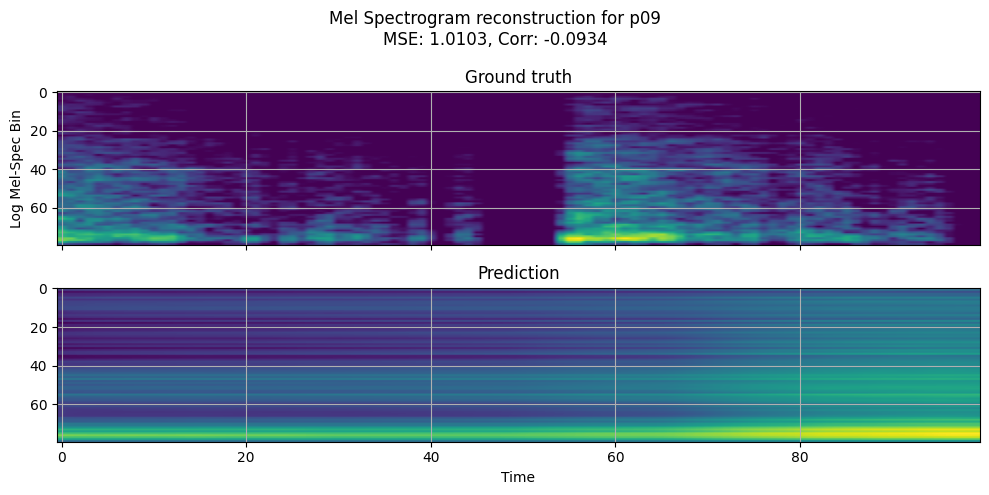 Mel Spectrogram reconstruction for p09
MSE: 1.0103, Corr: -0.0934
Ground truth
Log Mel-Spec Bin
0
20
40
60
Prediction
0
20
40
60
0 20 40 60 80
Time